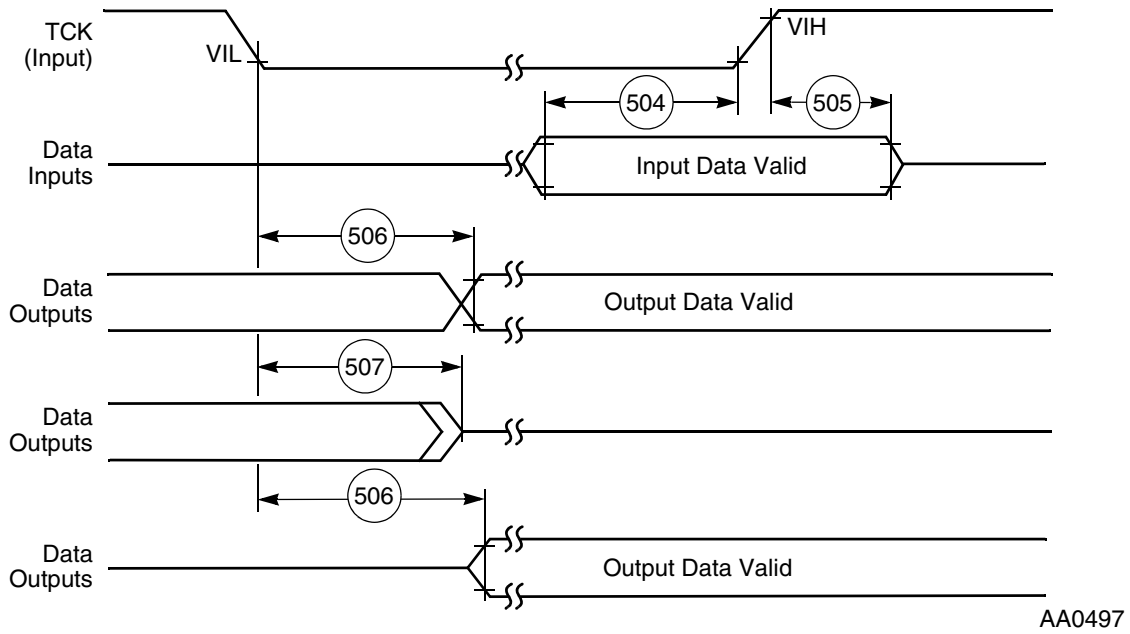 TCK
(Input)
VIL
VIH
504
505
Data
Inputs
Input Data Valid
506
Data
Outputs
Output Data Valid
507
Data
Outputs
506
Data
Outputs
Output Data Valid
AA0497